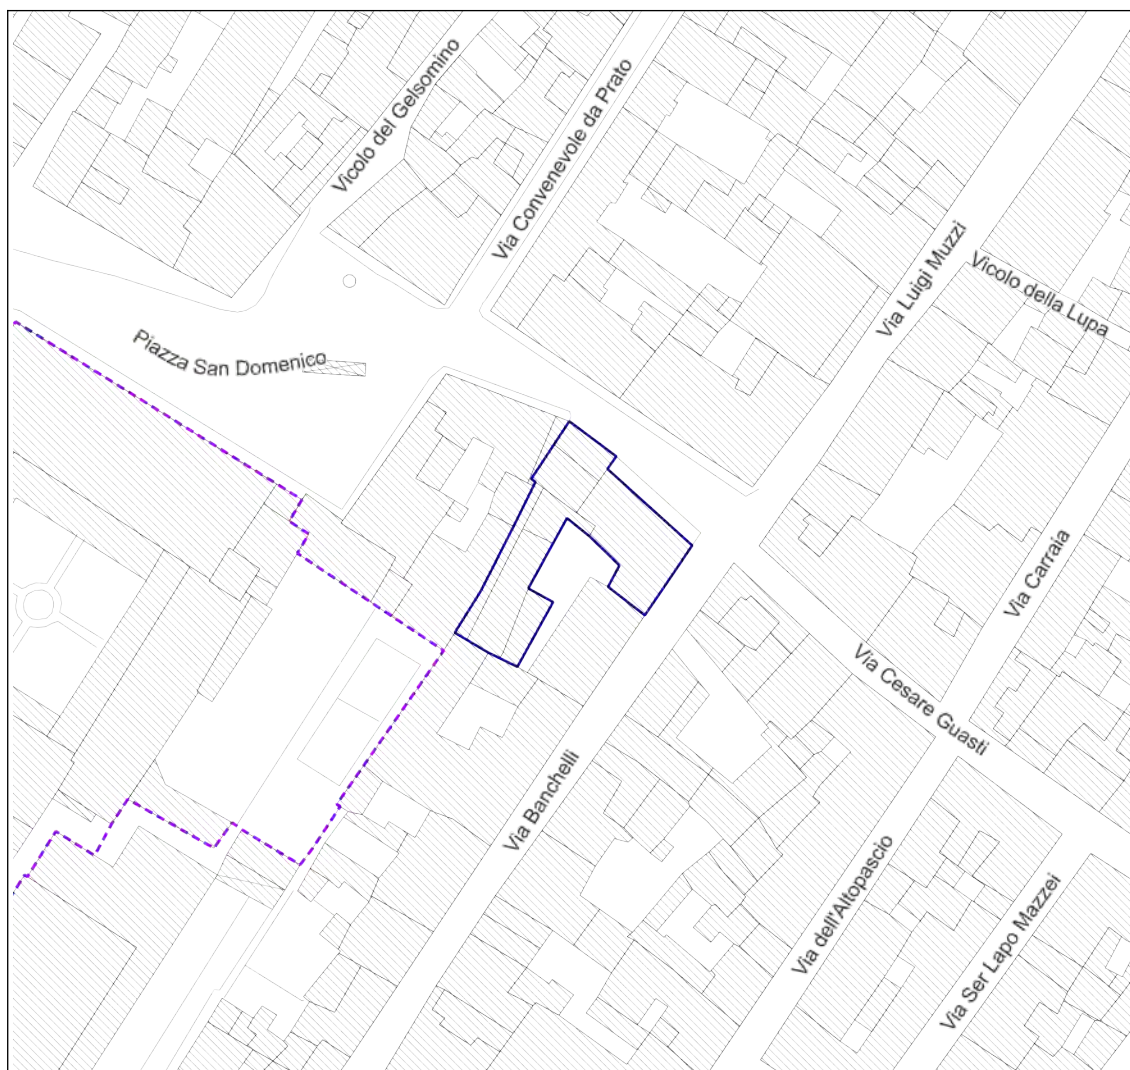 Vicolo del Gelsomino
Via Convenevole da Prato
Via Luigi Muzzi
Vicolo della Lupa
Piazza San Domenico
Via Carraia
Via Cesare Guasti
Via Banchelli
Via dell'Altopascio
Via Ser Lapo Mazzei